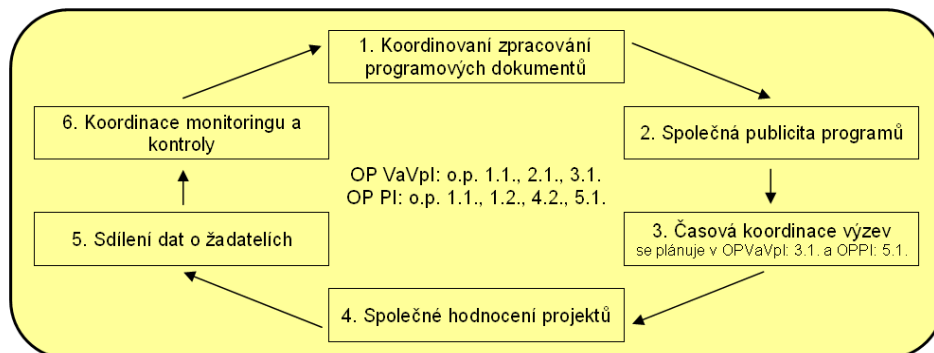 1. Koordinovaní zpracování
programových dokumentů
2. Společná publicita programů
3. Časová koordinace výzev
se plánuje v OPVaVpI: 3.1. a OPPI: 5.1.
4. Společné hodnocení projektů
5. Sdílení dat o žadatelích
6. Koordinace monitoringu a
kontroly
OP VaVpI: o.p. 1.1., 2.1., 3.1.
OP PI: o.p. 1.1., 1.2., 4.2., 5.1.